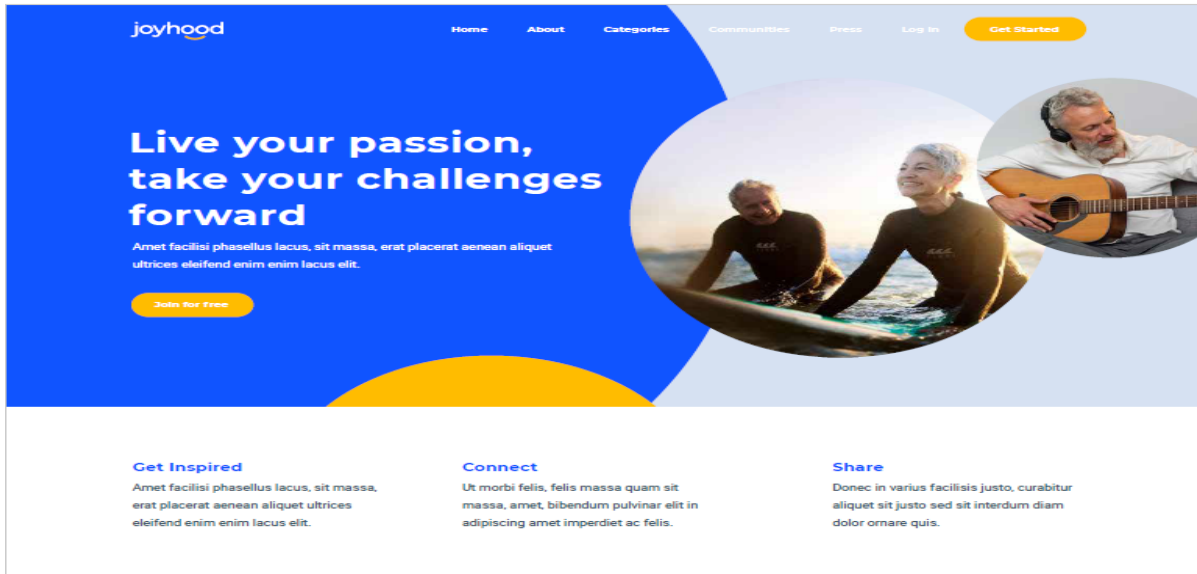 joyhood
Home About Categories Communities Press Log In Get Started
Live your passion,
take your challenges
forward
Amet facilisi phasellus lacus, sit massa, erat placerat aenean aliquet
ultrices eleifend enim enim lacus elit.
Join for free
Get Inspired
Amet facilisi phasellus lacus, sit massa,
erat placerat aenean aliquet ultrices
eleifend enim enim lacus elit.
Connect
Ut morbi felis, felis massa quam sit
massa, amet, bibendum pulvinar elit in
adipiscing amet imperdiet ac felis.
Share
Donec in varius facilisis justo, curabitur
aliquet sit justo sed sit interdum diam
dolor ornare quis.